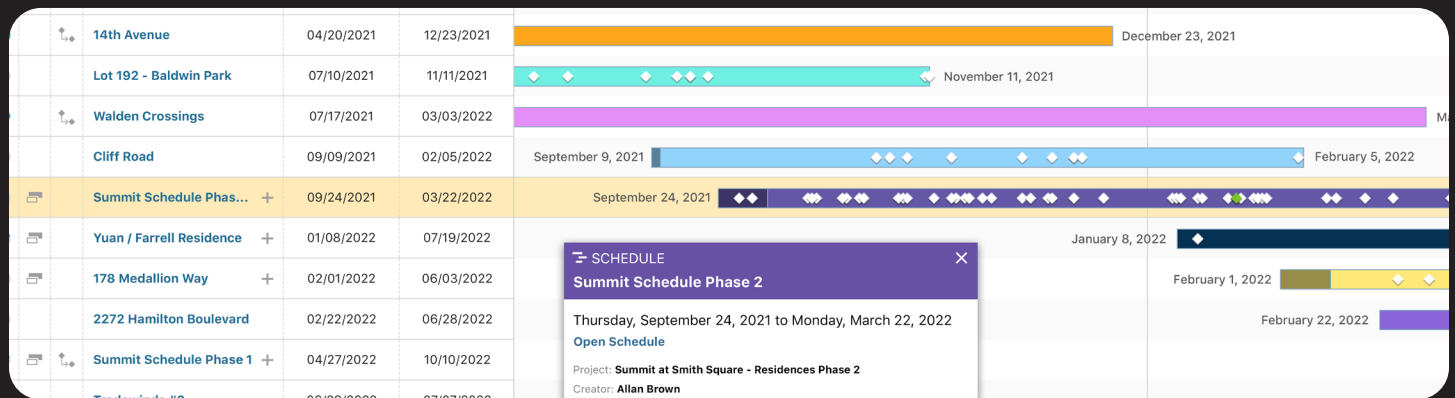 14th Avenue 04/20/2021 12/23/2021 December 23, 2021
Lot 192 - Baldwin Park 07/10/2021 11/11/2021 November 11, 2021
Walden Crossings 07/17/2021 03/03/2022
Cliff Road 09/09/2021 02/05/2022 September 9, 2021 February 5, 2022
Summit Schedule Phas... + 09/24/2021 03/22/2022 September 24, 2021
Yuan / Farrell Residence + 01/08/2022 07/19/2022 January 8, 2022
178 Medallion Way + 02/01/2022 06/03/2022 February 1, 2022
2272 Hamilton Boulevard 02/22/2022 06/28/2022 February 22, 2022
Summit Schedule Phase 1 + 04/27/2022 10/10/2022
SCHEDULE
Summit Schedule Phase 2
Thursday, September 24, 2021 to Monday, March 22, 2022
Open Schedule
Project: Summit at Smith Square - Residences Phase 2
Creator: Allan Brown